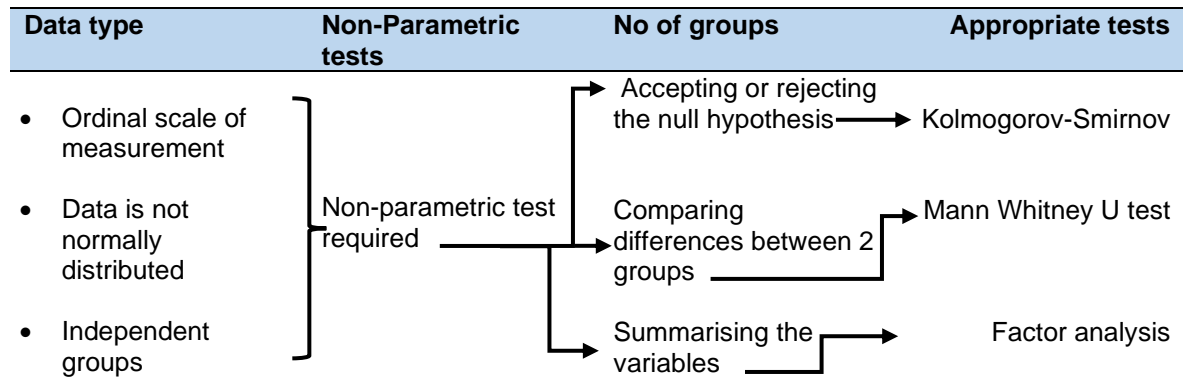 Data type
Non-Parametric
tests
No of groups
Appropriate tests
• Ordinal scale of
measurement
• Data is not
normally
distributed
• Independent
groups
Non-parametric test
required
Accepting or rejecting
the null hypothesis
Kolmogorov-Smirnov
Comparing
differences between 2
groups
Mann Whitney U test
Summarising the
variables
Factor analysis